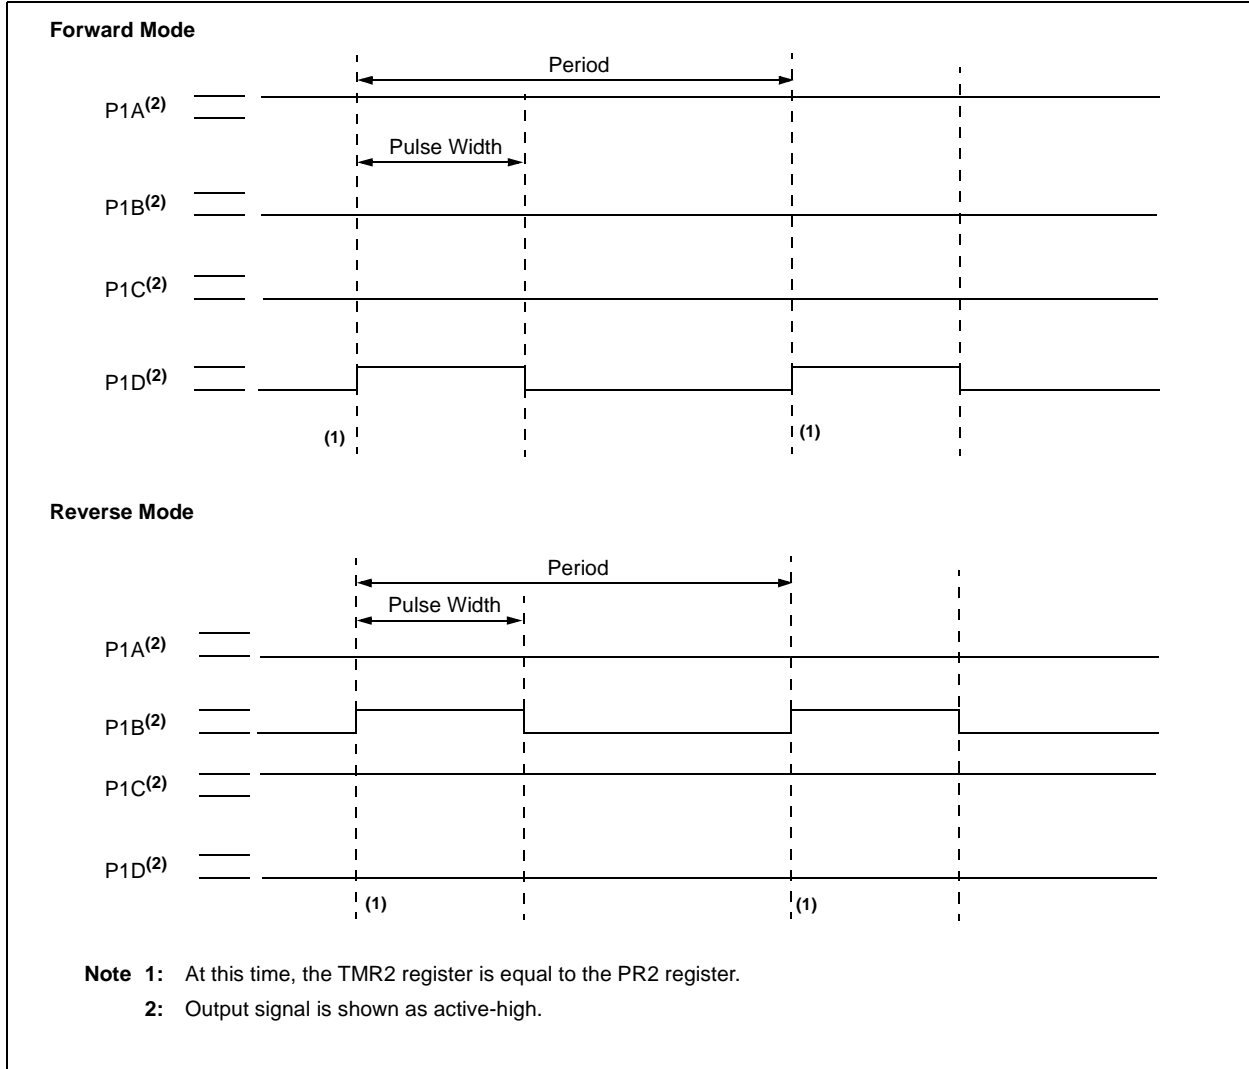 Forward Mode
Period
P1A(2)
Pulse Width
P1B(2)
P1C(2)
P1D(2)
(1)
(1)
Reverse Mode
Period
Pulse Width
P1A(2)
P1B(2)
P1C(2)
P1D(2)
(1)
(1)
Note 1: At this time, the TMR2 register is equal to the PR2 register.
2: Output signal is shown as active-high.